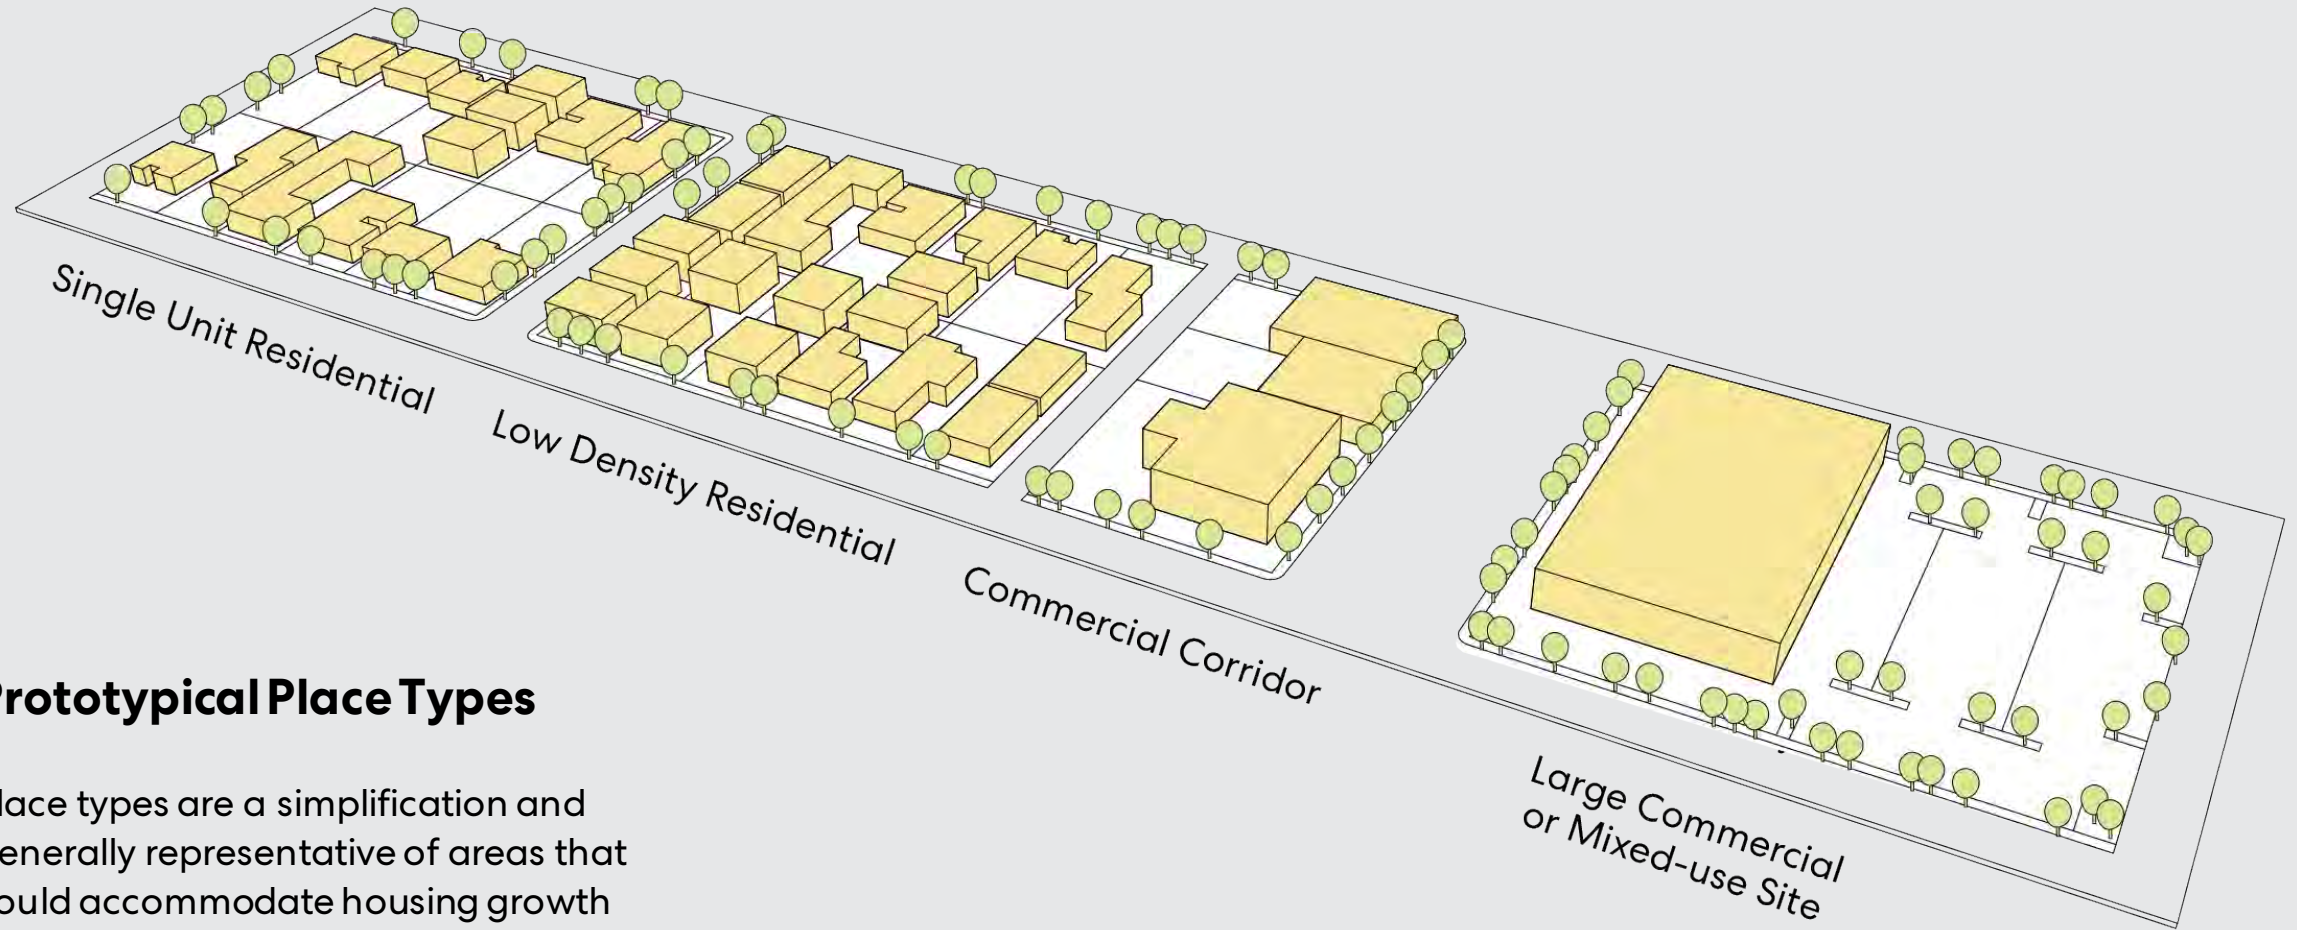 Single Unit Residential
Low Density Residential
Commercial Corridor
Large Commercial
or Mixed-use Site
Prototypical Place Types
lace types are a simplification and
enerally representative of areas that
ould accommodate housing growth